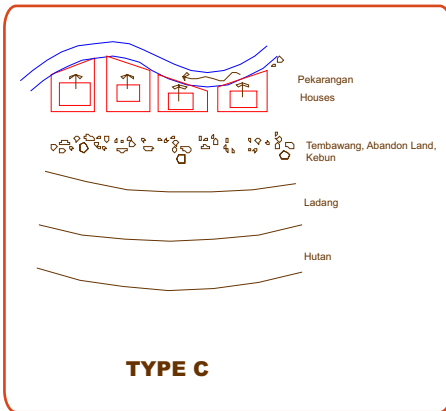 Pekarangan
Houses
Tembawang, Abandon Land,
Kebun
Ladang
Hutan
TYPE C